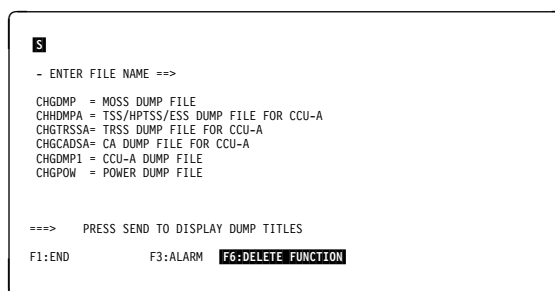 S
- ENTER FILE NAME ==>
CHGDMP = MOSS DUMP FILE
CHHDMPA = TSS/HPTSS/ESS DUMP FILE FOR CCU-A
CHGTRSSA= TRSS DUMP FILE FOR CCU-A
CHGCADSA= CA DUMP FILE FOR CCU-A
CHGDMP1 = CCU-A DUMP FILE
CHGPOW = POWER DUMP FILE
===> PRESS SEND TO DISPLAY DUMP TITLES
F1:END F3:ALARM F6:DELETE FUNCTION